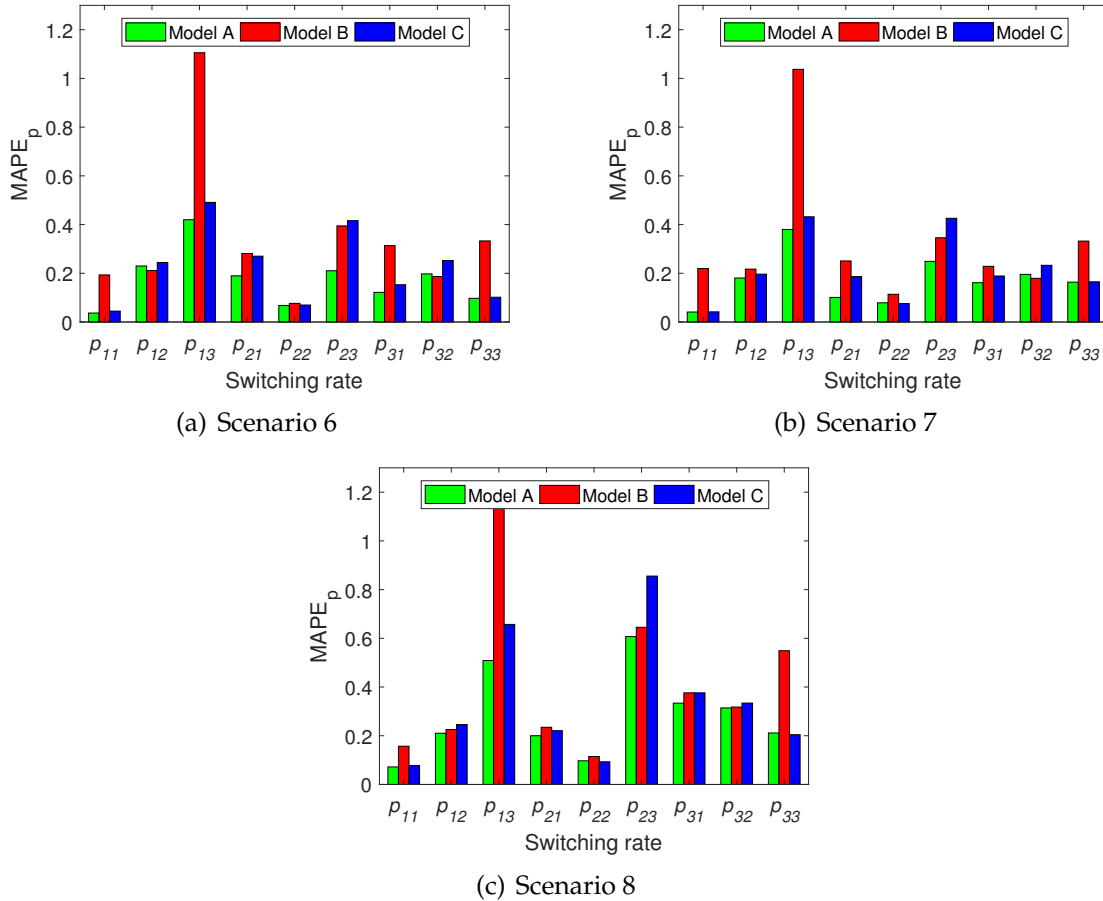 1.2
1
0.8
0.6
0.4
0.2
0
MAPE_p
Model A Model B Model C
p_11 p_12 p_13 p_21 p_22 p_23 p_31 p_32 p_33
Switching rate
(a) Scenario 6
1.2
1
0.8
0.6
0.4
0.2
0
MAPE_p
Model A Model B Model C
p_11 p_12 p_13 p_21 p_22 p_23 p_31 p_32 p_33
Switching rate
(b) Scenario 7
1.2
1
0.8
0.6
0.4
0.2
0
MAPE_p
Model A Model B Model C
p_11 p_12 p_13 p_21 p_22 p_23 p_31 p_32 p_33
Switching rate
(c) Scenario 8